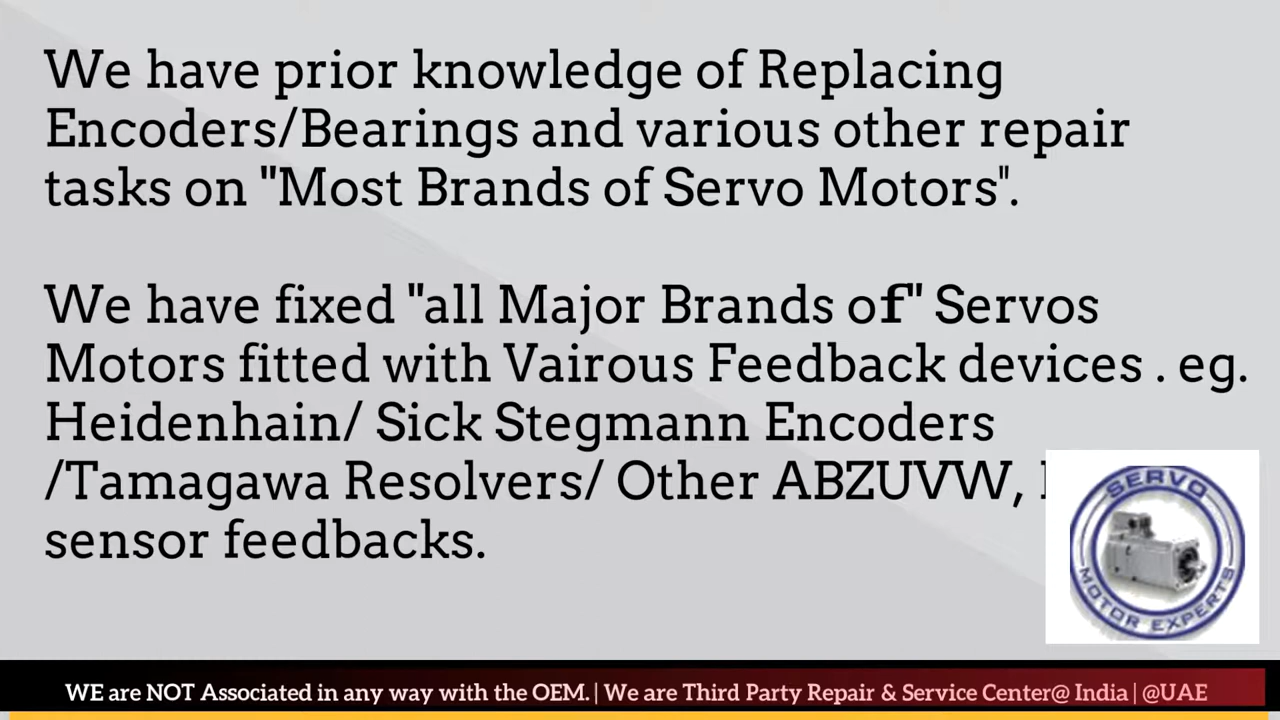 We have prior knowledge of Replacing
Encoders/Bearings and various other repair
tasks on "Most Brands of Servo Motors".
We have fixed "all Major Brands of" Servos
Motors fitted with Vairous Feedback devices . eg.
Heidenhain/ Sick Stegmann Encoders
/Tamagawa Resolvers/ Other ABZUVW,
sensor feedbacks.
SERVO
MOTOR EXPERTS
WE are NOT Associated in any way with the OEM. | We are Third Party Repair & Service Center@ India | @UAE